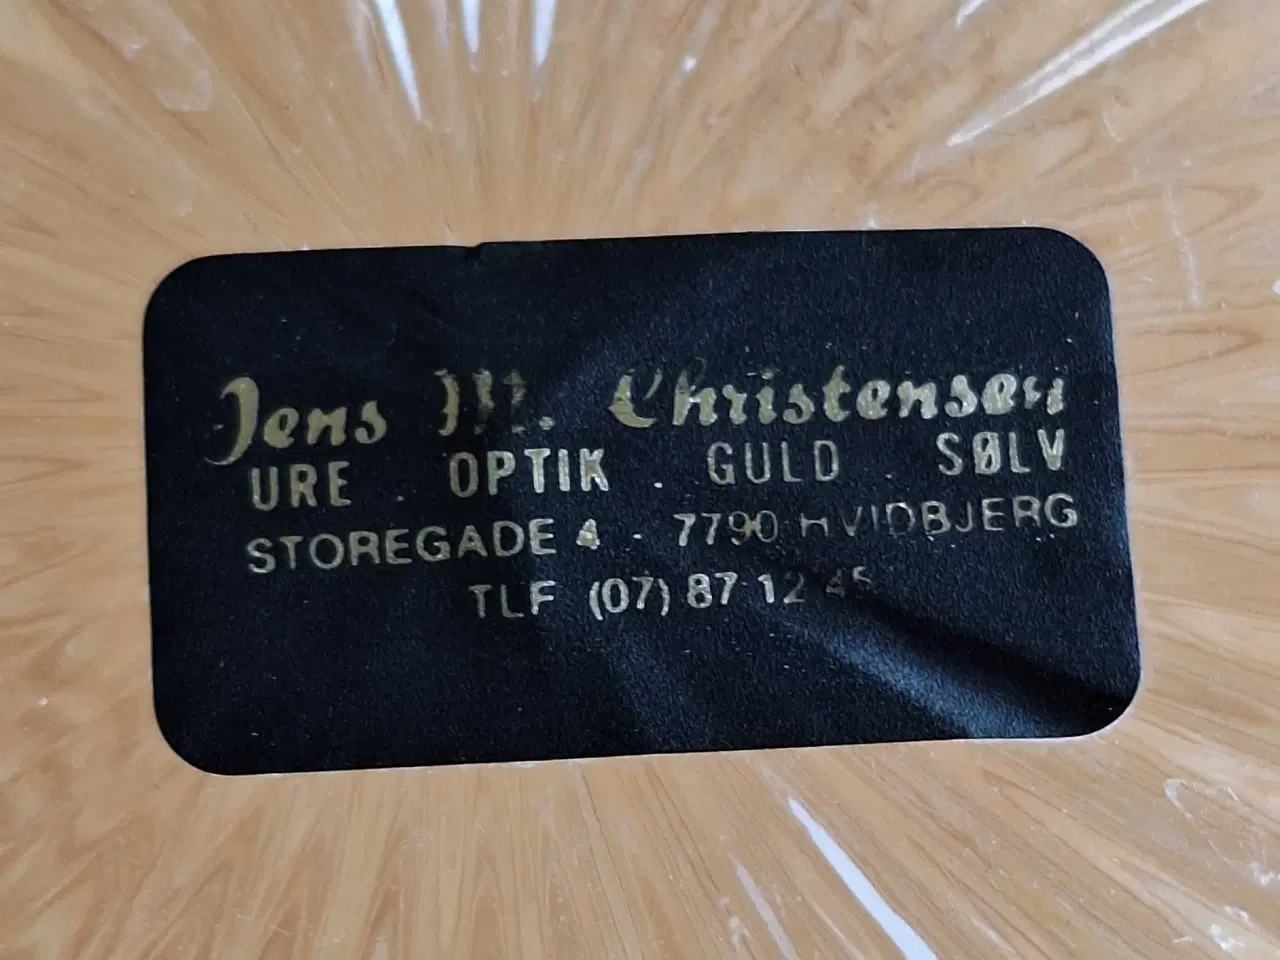 Jens M. Christensen
URE . OPTIK . GULD . SØLV
STOREGADE 4 - 7790 HVIDBJERG
TLF (07) 87 12 45